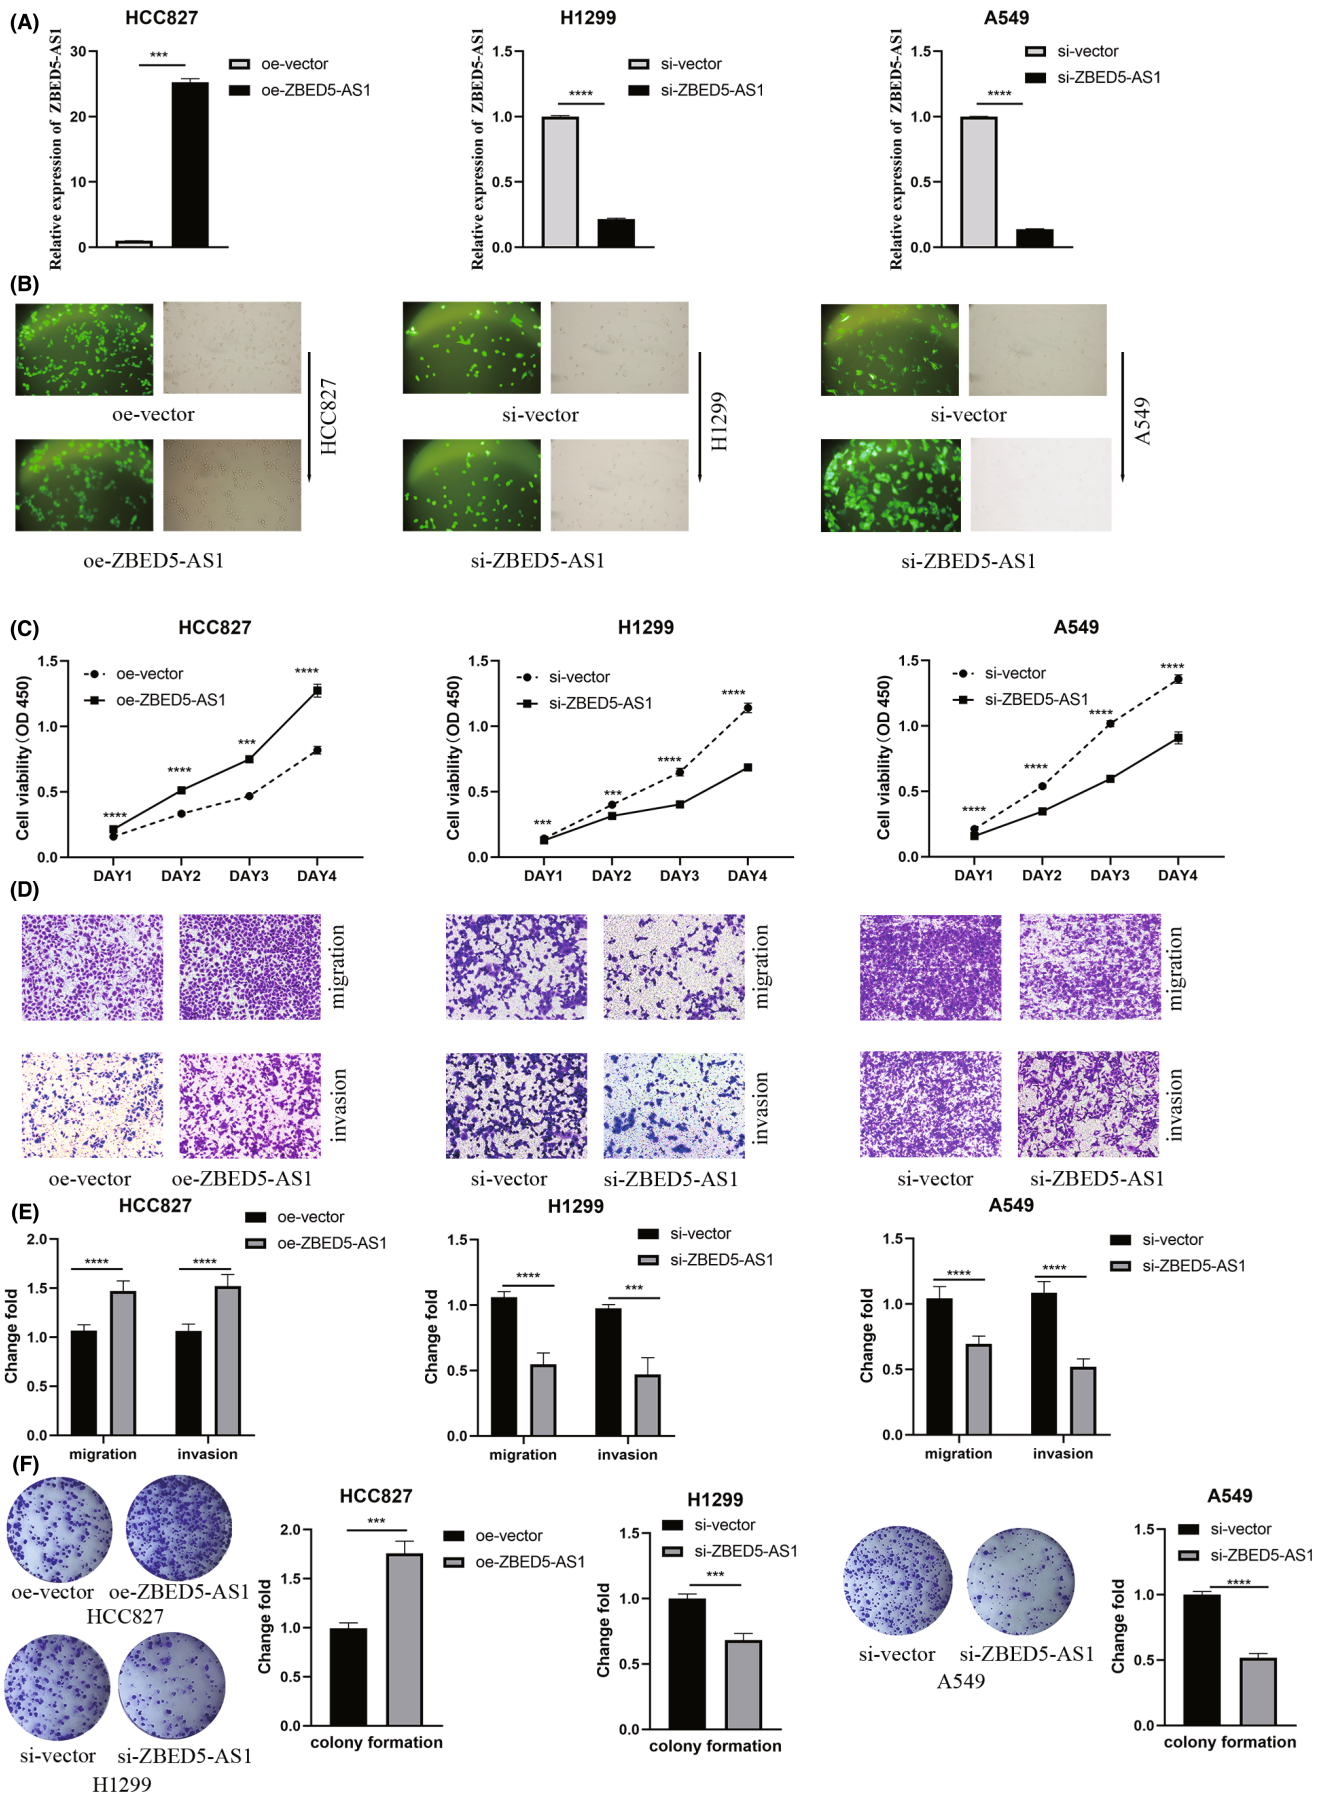 (A)
HCC827
Relative expression of ZBED5-AS1
30
20
10
0
***
oe-vector
oe-ZBED5-AS1
H1299
Relative expression of ZBED5-AS1
1.5
1.0
0.5
0.0
****
si-vector
si-ZBED5-AS1
A549
Relative expression of ZBED5-AS1
1.5
1.0
0.5
0.0
****
si-vector
si-ZBED5-AS1
(B)
oe-vector
oe-ZBED5-AS1
HCC827
si-vector
si-ZBED5-AS1
H1299
si-vector
si-ZBED5-AS1
A549
(C)
HCC827
Cell viability (OD 450)
1.5
1.0
0.5
0.0
oe-vector
oe-ZBED5-AS1
**** **** *** ****
DAY1 DAY2 DAY3 DAY4
H1299
Cell viability (OD 450)
1.5
1.0
0.5
0.0
si-vector
si-ZBED5-AS1
*** *** **** ****
DAY1 DAY2 DAY3 DAY4
A549
Cell viability (OD 450)
1.5
1.0
0.5
0.0
si-vector
si-ZBED5-AS1
**** **** **** ****
DAY1 DAY2 DAY3 DAY4
(D)
migration
invasion
oe-vector oe-ZBED5-AS1
migration
invasion
si-vector si-ZBED5-AS1
migration
invasion
si-vector si-ZBED5-AS1
(E)
HCC827
Change fold
2.0
1.5
1.0
0.5
0.0
**** ****
oe-vector
oe-ZBED5-AS1
migration invasion
H1299
Change fold
1.5
1.0
0.5
0.0
**** ***
si-vector
si-ZBED5-AS1
migration invasion
A549
Change fold
1.5
1.0
0.5
0.0
**** ****
si-vector
si-ZBED5-AS1
migration invasion
(F)
oe-vector oe-ZBED5-AS1
HCC827
si-vector si-ZBED5-AS1
H1299
HCC827
Change fold
2.0
1.5
1.0
0.5
0.0
***
oe-vector
oe-ZBED5-AS1
colony formation
H1299
Change fold
1.5
1.0
0.5
0.0
***
si-vector
si-ZBED5-AS1
colony formation
si-vector si-ZBED5-AS1
A549
A549
Change fold
1.5
1.0
0.5
0.0
****
si-vector
si-ZBED5-AS1
colony formation